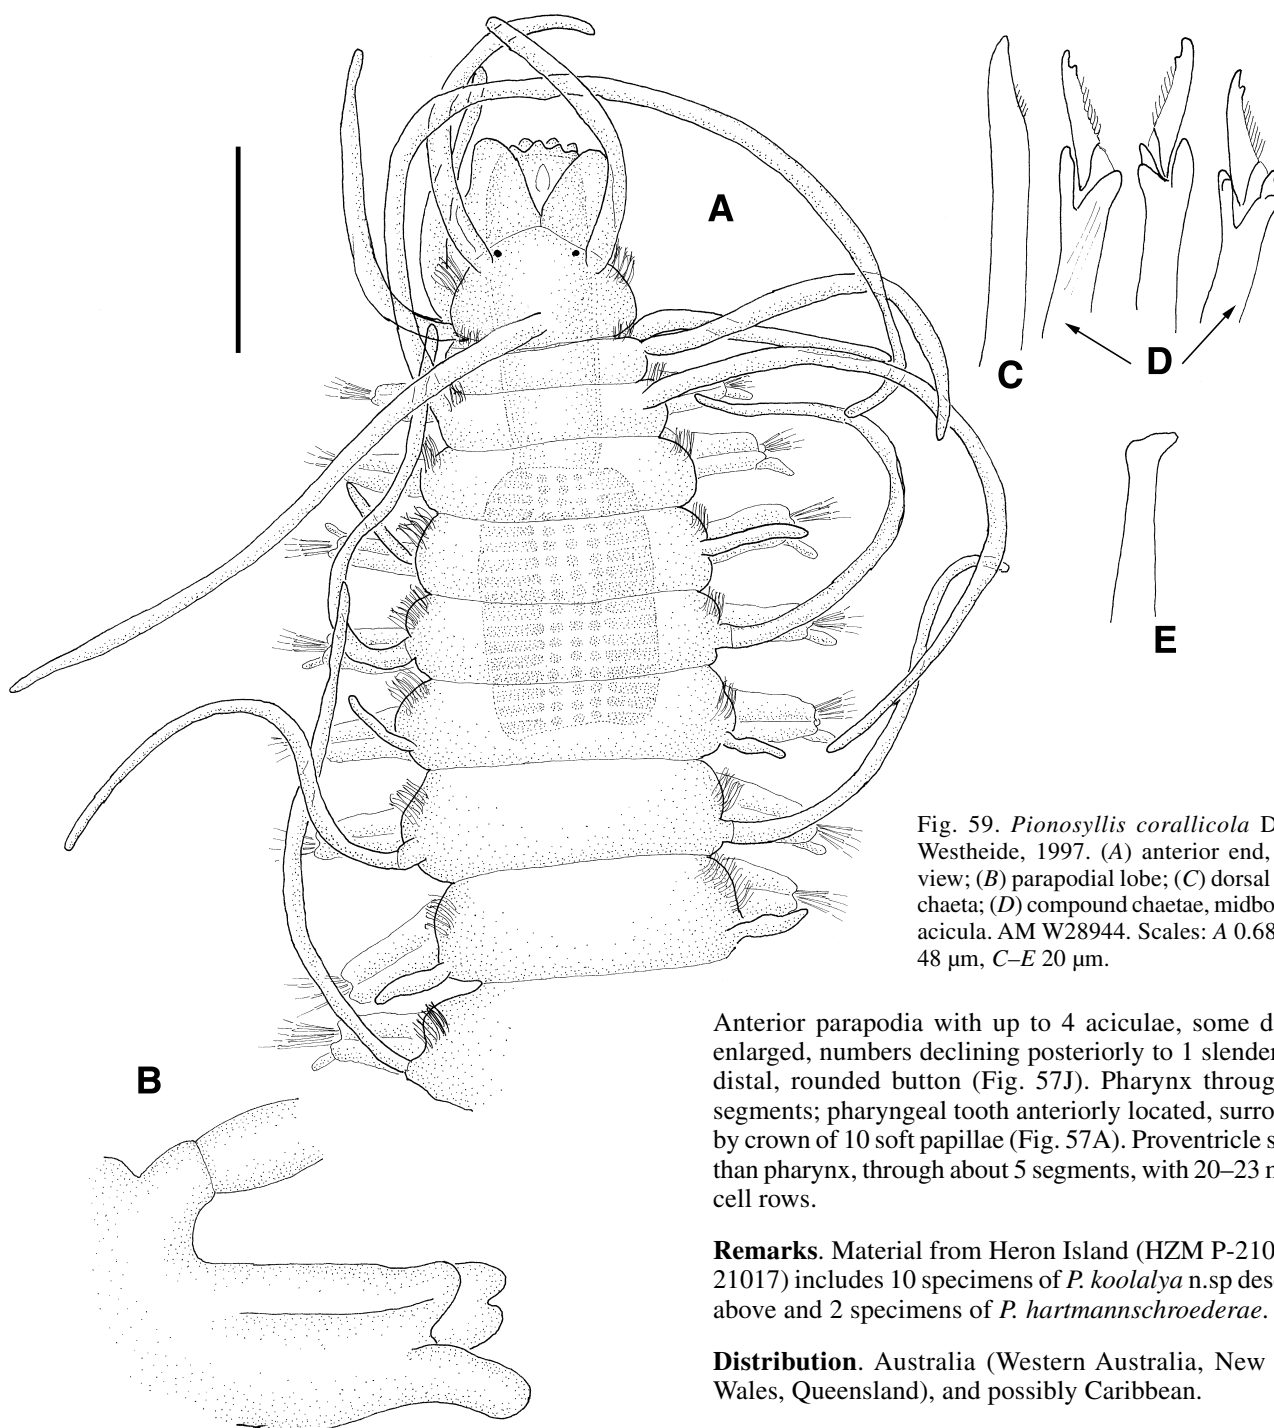 A
C
D
E
B
Fig. 59. Pionosyllis corallicola D
Westheide, 1997. (A) anterior end,
view; (B) parapodial lobe; (C) dorsal
chaeta; (D) compound chaetae, midbo
acicula. AM W28944. Scales: A 0.68
48 µm, C–E 20 µm.
Anterior parapodia with up to 4 aciculae, some d
enlarged, numbers declining posteriorly to 1 slender
distal, rounded button (Fig. 57J). Pharynx throug
segments; pharyngeal tooth anteriorly located, surro
by crown of 10 soft papillae (Fig. 57A). Proventricle s
than pharynx, through about 5 segments, with 20–23 n
cell rows.
Remarks. Material from Heron Island (HZM P-210
21017) includes 10 specimens of P. koolalya n.sp des
above and 2 specimens of P. hartmannschroederae.
Distribution. Australia (Western Australia, New
Wales, Queensland), and possibly Caribbean.